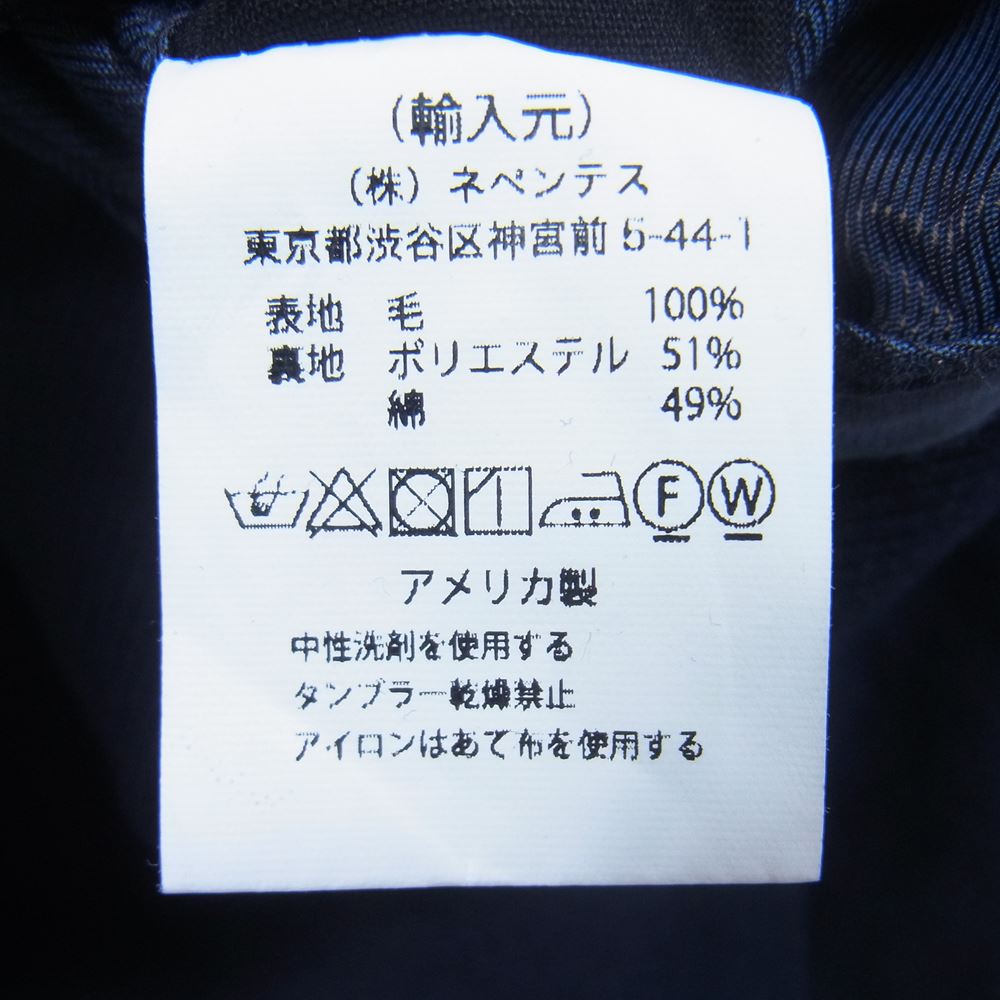 (輸入元)
(株) ネペンテス
東京都渋谷区神宮前 5-44-1
表地 毛 100%
裏地 ポリエステル 51%
綿 49%
F W
アメリカ製
中性洗剤を使用する
タンブラー乾燥禁止
アイロンはあて布を使用する